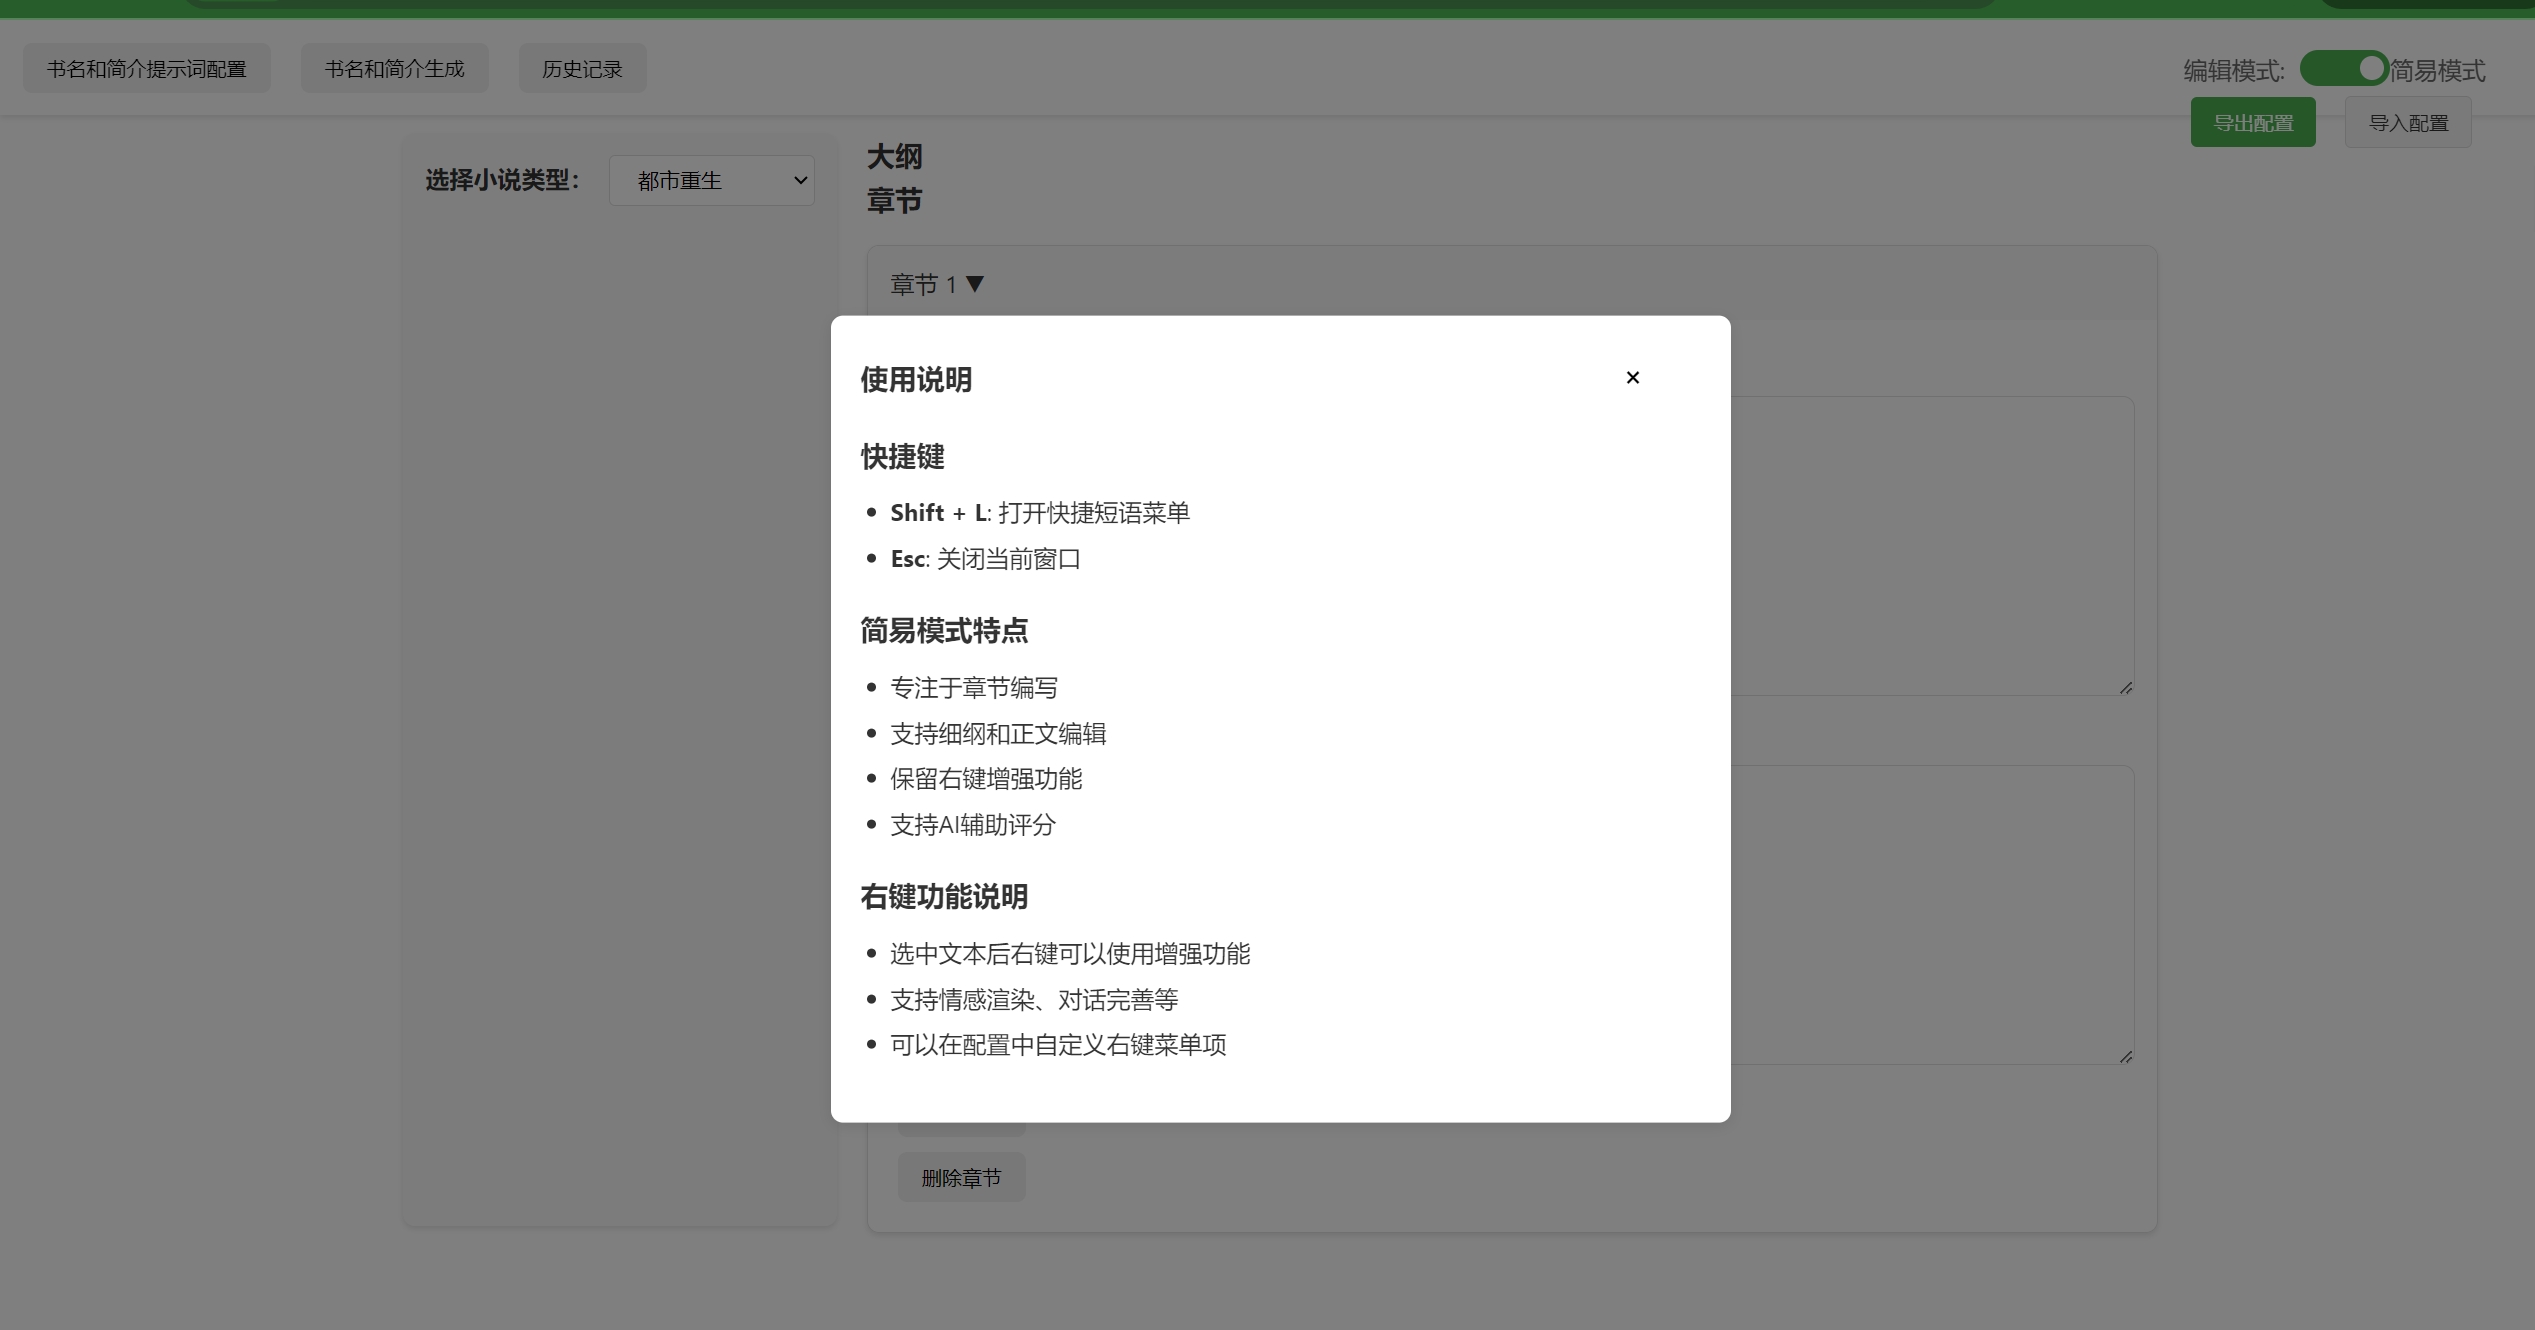 书名和简介提示词配置
书名和简介生成
历史记录
编辑模式:
简易模式
导出配置
导入配置
选择小说类型：
都市重生
大纲
章节
章节 1 ▼
使用说明
×
快捷键
• Shift + L: 打开快捷短语菜单
• Esc: 关闭当前窗口
简易模式特点
• 专注于章节编写
• 支持细纲和正文编辑
• 保留右键增强功能
• 支持AI辅助评分
右键功能说明
• 选中文本后右键可以使用增强功能
• 支持情感渲染、对话完善等
• 可以在配置中自定义右键菜单项
删除章节